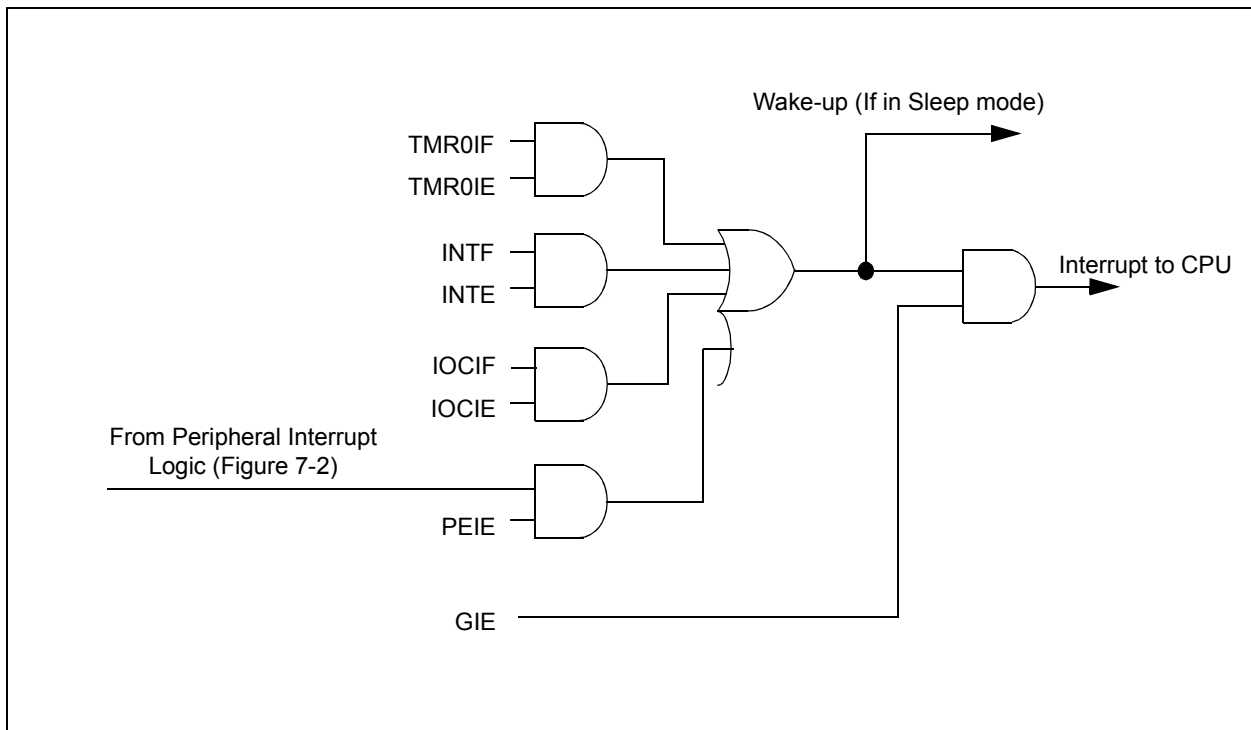 Wake-up (If in Sleep mode)
TMR0IF
TMR0IE
INTF
INTE
Interrupt to CPU
IOCIF
IOCIE
From Peripheral Interrupt
Logic (Figure 7-2)
PEIE
GIE